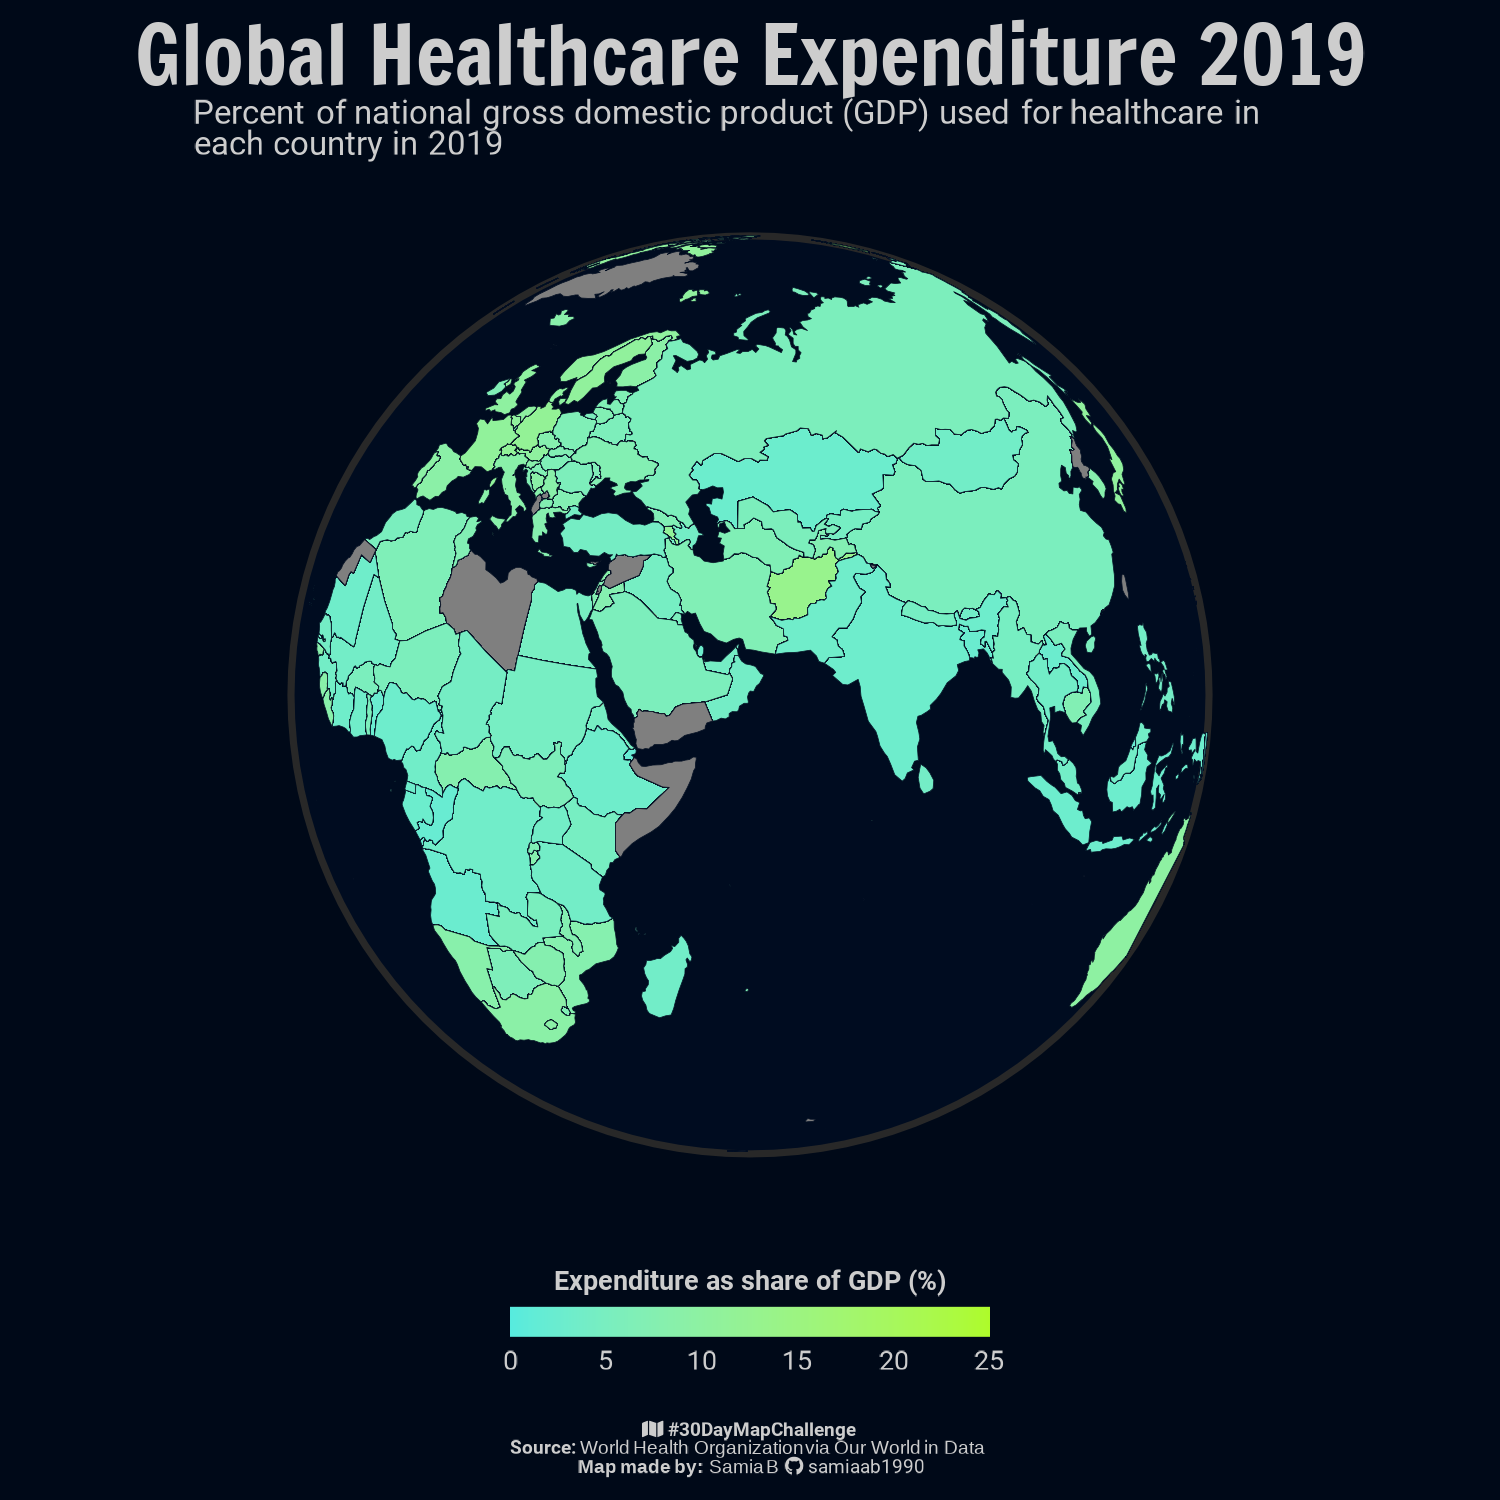 Global Healthcare Expenditure 2019
Percent of national gross domestic product (GDP) used for healthcare in
each country in 2019
Expenditure as share of GDP (%)
0 5 10 15 20 25
#30DayMapChallenge
Source: World Health Organization via Our World in Data
Map made by: Samia B samiaab1990